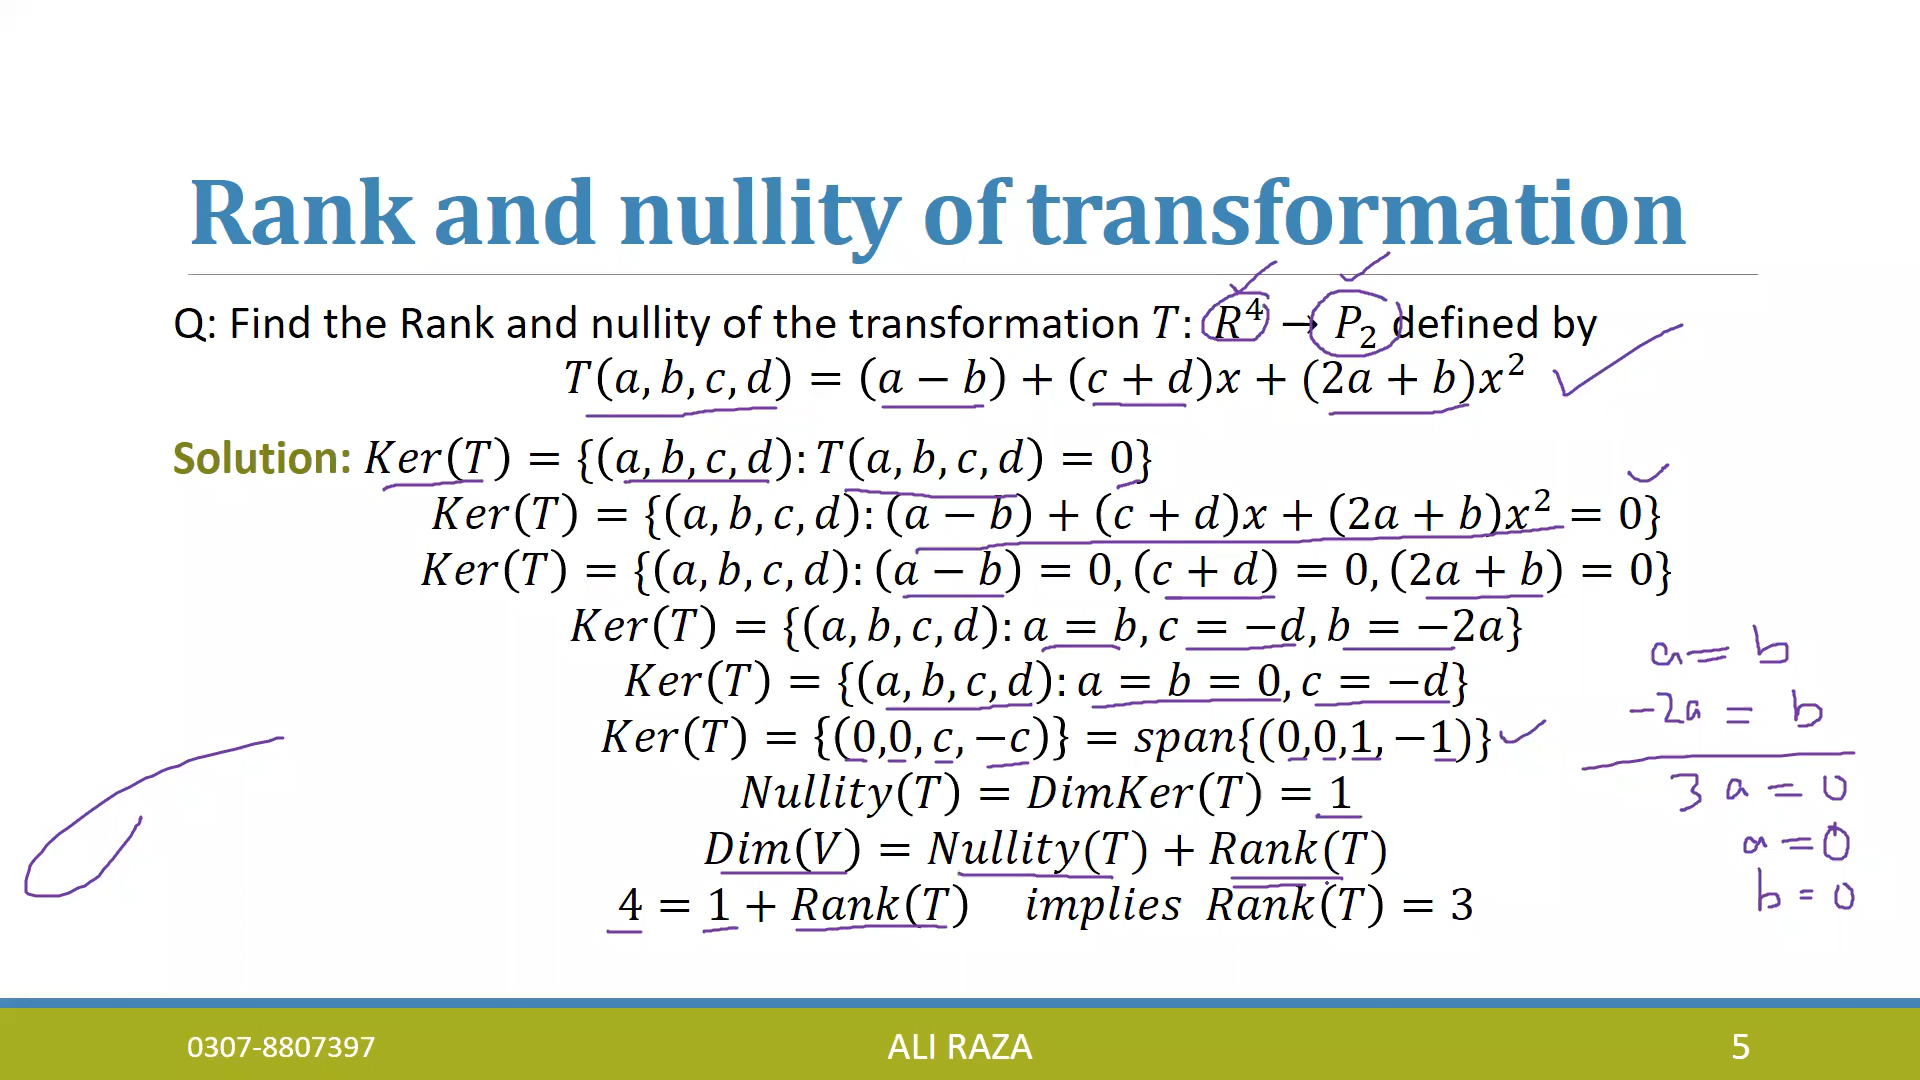 Rank and nullity of transformation
Q: Find the Rank and nullity of the transformation T: R⁴ → P₂ defined by
T(a, b, c, d) = (a − b) + (c + d)x + (2a + b)x²
Solution: Ker(T) = {(a, b, c, d): T(a, b, c, d) = 0}
Ker(T) = {(a, b, c, d): (a − b) + (c + d)x + (2a + b)x² = 0}
Ker(T) = {(a, b, c, d): (a − b) = 0, (c + d) = 0, (2a + b) = 0}
Ker(T) = {(a, b, c, d): a = b, c = −d, b = −2a}
Ker(T) = {(a, b, c, d): a = b = 0, c = −d}
Ker(T) = {(0,0, c, −c)} = span{(0,0,1, −1)}
Nullity(T) = DimKer(T) = 1
Dim(V) = Nullity(T) + Rank(T)
4 = 1 + Rank(T) implies Rank(T) = 3
a = b
−2a = b
3 a = 0
a = 0
b = 0
0307-8807397
ALI RAZA
5